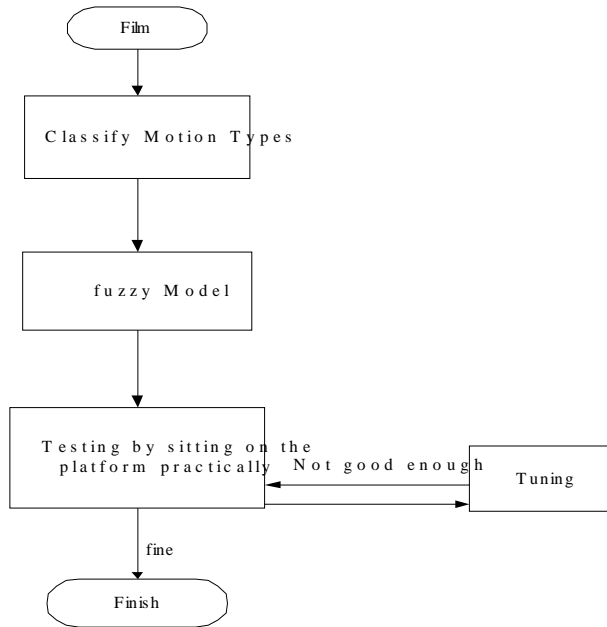 Film
Classify Motion Types
fuzzy Model
Testing by sitting on the
platform practically
Not good enough
Tuning
fine
Finish